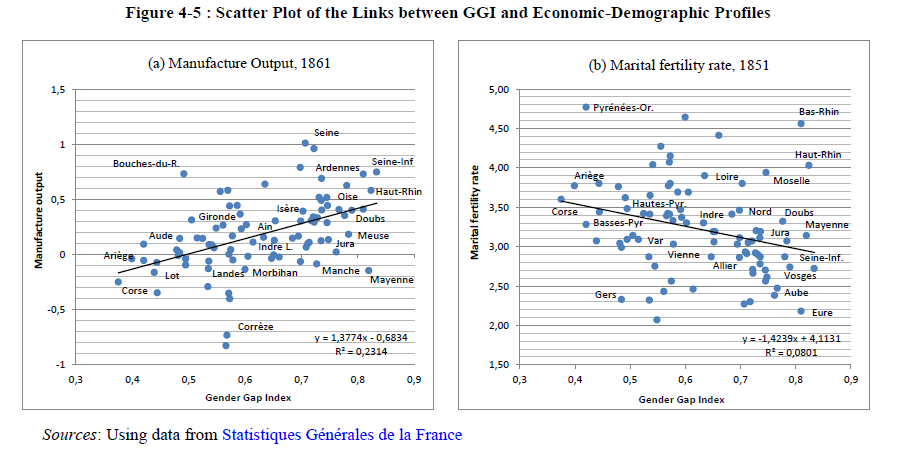 Figure 4-5 : Scatter Plot of the Links between GGI and Economic-Demographic Profiles
(a) Manufacture Output, 1861
Manufacture output
1,5
1
0,5
0
-0,5
-1
Seine
Bouches-du-R.
Ardennes
Seine-Inf
Oise
Haut-Rhin
Isère
Gironde
Doubs
Ain
Aude
Meuse
Indre L.
Jura
Ariège
Lot
Landes
Morbihan
Manche
Mayenne
Corse
Corrèze
y = 1,3774x - 0,6834
R² = 0,2314
0,3
0,4
0,5
0,6
0,7
0,8
0,9
Gender Gap Index
(b) Marital fertility rate, 1851
Marital fertility rate
5,00
4,50
4,00
3,50
3,00
2,50
2,00
1,50
Pyrénées-Or.
Bas-Rhin
Haut-Rhin
Ariège
Loire
Moselle
Hautes-Pyr.
Corse
Indre
Nord
Doubs
Basses-Pyr
Mayenne
Var
Vienne
Seine-Inf.
Allier
Vosges
Gers
Aube
Eure
y = -1,4239x + 4,1131
R² = 0,0801
0,3
0,4
0,5
0,6
0,7
0,8
0,9
Gender Gap Index
Sources: Using data from Statistiques Générales de la France